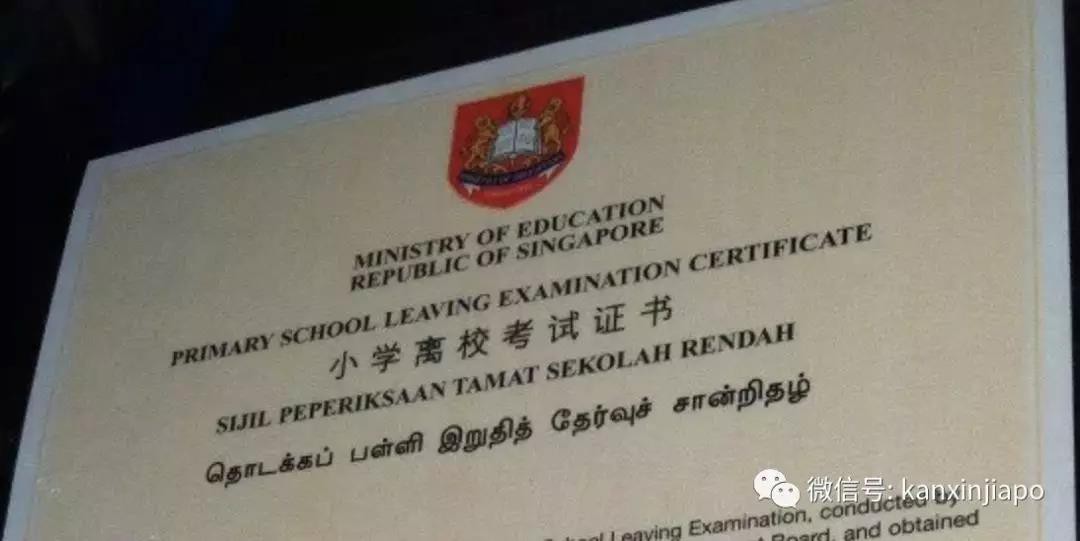 MINISTRY OF EDUCATION
REPUBLIC OF SINGAPORE
PRIMARY SCHOOL LEAVING EXAMINATION CERTIFICATE
小学离校考试证书
SIJIL PEPERIKSAAN TAMAT SEKOLAH RENDAH
தொடக்கப் பள்ளி இறுதித் தேர்வுச் சான்றிதழ்
School Leaving Examination, conducted by
Board, and obtained
微信号: kanxinjiapo